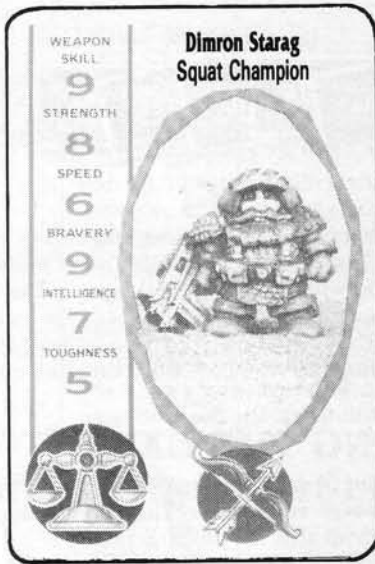 WEAPON
SKILL
9
STRENGTH
8
SPEED
6
BRAVERY
9
INTELLIGENCE
7
TOUGHNESS
5
Dimron Starag
Squat Champion